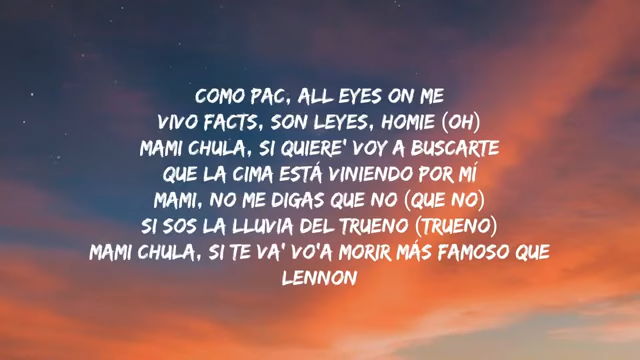 COMO PAC, ALL EYES ON ME
VIVO FACTS, SON LEYES, HOMIE (OH)
MAMI CHULA, SI QUIERE' VOY A BUSCARTE
QUE LA CIMA ESTÁ VINIENDO POR MÍ
MAMI, NO ME DIGAS QUE NO (QUE NO)
SI SOS LA LLUVIA DEL TRUENO (TRUENO)
MAMI CHULA, SI TE VA' VO'A MORIR MÁS FAMOSO QUE
LENNON